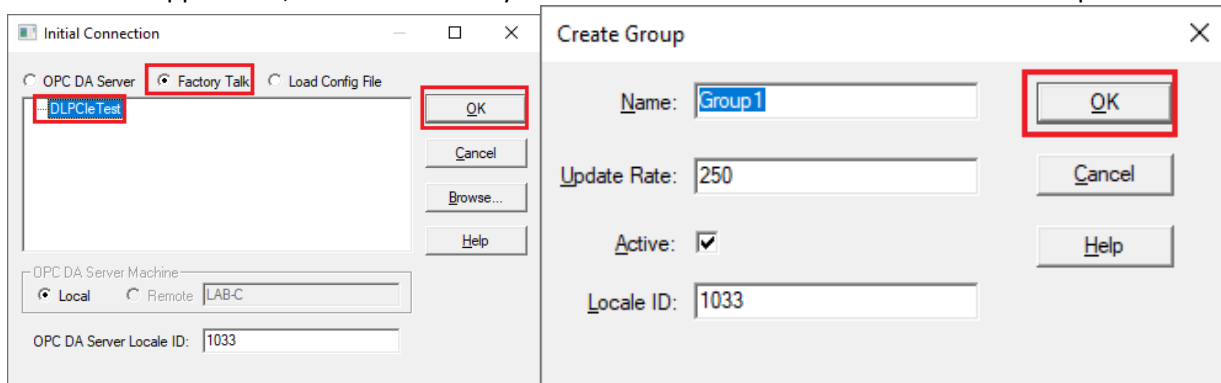 Initial Connection
OPC DA Server Factory Talk Load Config File
DLPCIeTest
OK
Cancel
Browse...
Help
OPC DA Server Machine
Local Remote LAB-C
OPC DA Server Locale ID: 1033
Create Group
Name: Group1
OK
Update Rate: 250
Cancel
Active:
Help
Locale ID: 1033